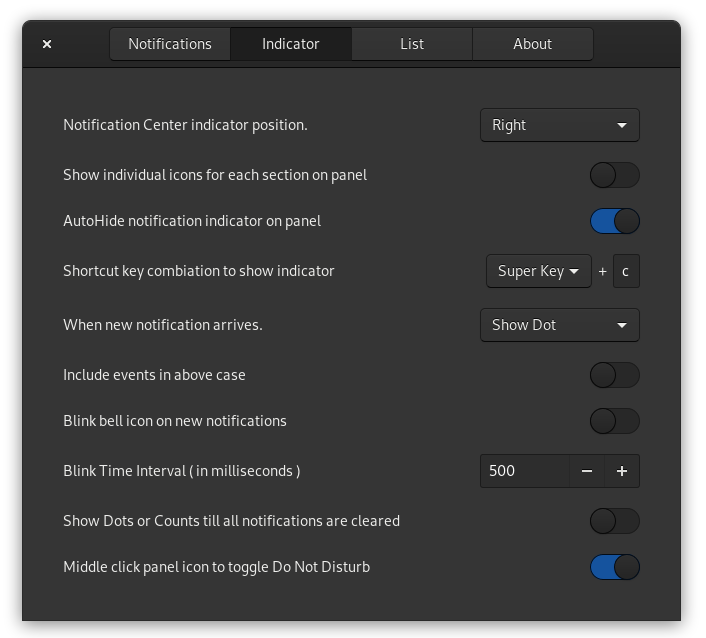 Notifications Indicator List About
Notification Center indicator position. Right
Show individual icons for each section on panel
AutoHide notification indicator on panel
Shortcut key combiation to show indicator Super Key + c
When new notification arrives. Show Dot
Include events in above case
Blink bell icon on new notifications
Blink Time Interval ( in milliseconds ) 500 − +
Show Dots or Counts till all notifications are cleared
Middle click panel icon to toggle Do Not Disturb